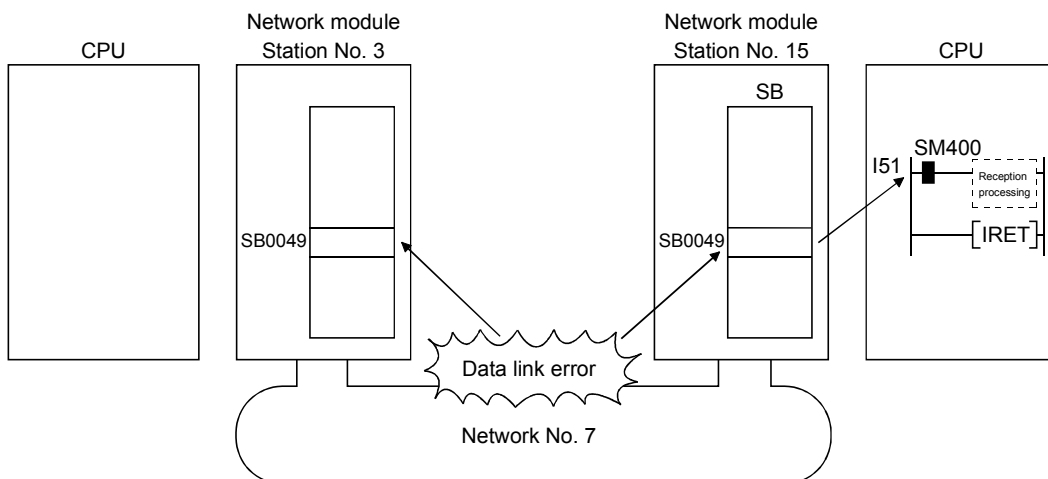 Network module
Station No. 3
Network module
Station No. 15
CPU
CPU
SB
SM400
I51
Reception
processing
SB0049
SB0049
IRET
Data link error
Network No. 7